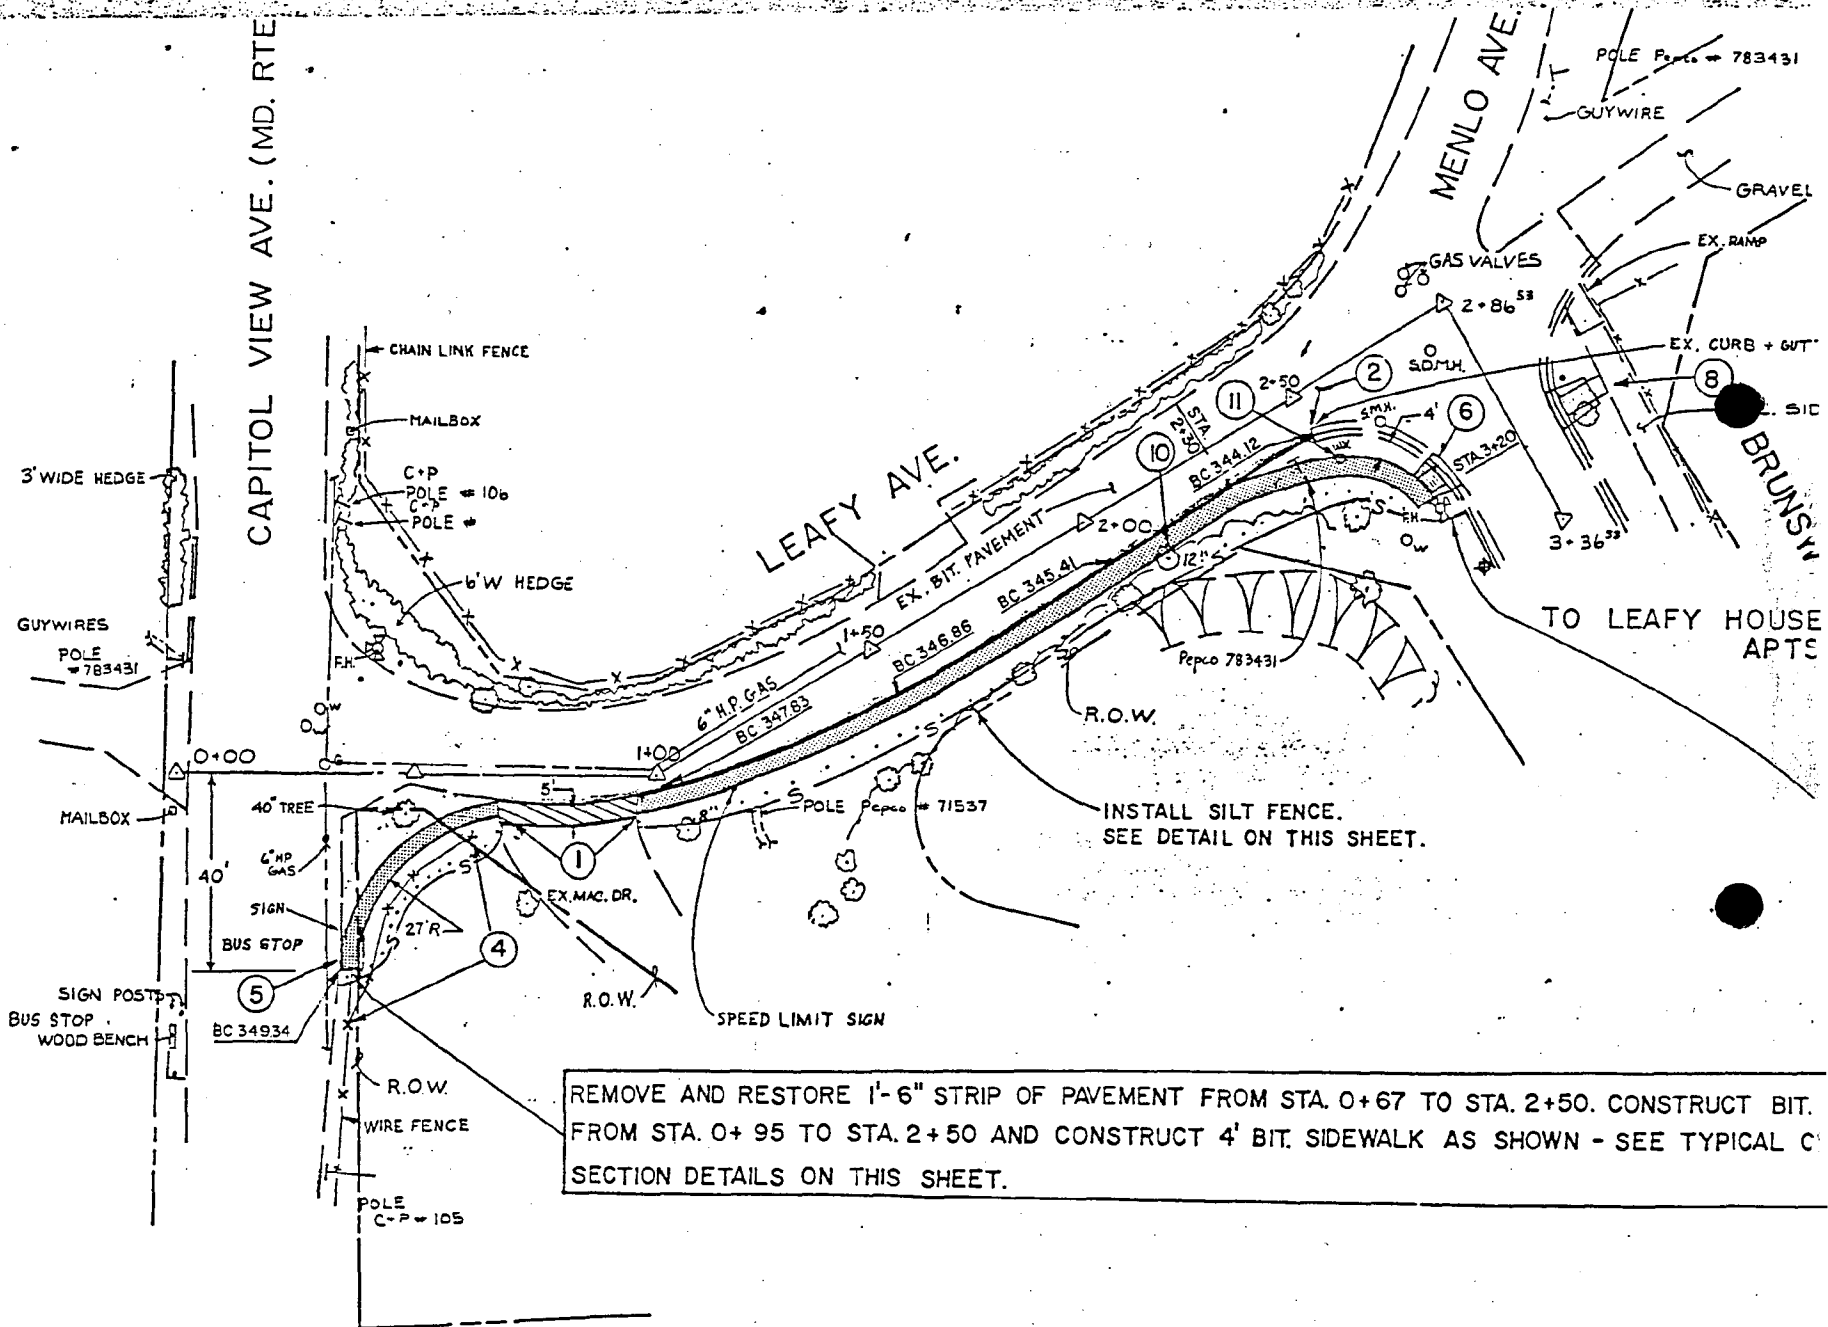 CAPITOL VIEW AVE. (MD. RTE
MENLO AVE.
POLE Pepco # 783431
GUYWIRE
GRAVEL
EX. RAMP
GAS VALVES
2+86 53
EX. CURB + GUT
CHAIN LINK FENCE
S.D.M.H.
2
8
2+50
11
MAILBOX
S.M.H.
4'
6
STA. 2+30
10
STA. 3+20
BRUNSW
3' WIDE HEDGE
C+P
POLE # 106
C-P
POLE #
LEAFY AVE.
BC 344.12
S
F.H.
W
3+36 53
EX. BIT. PAVEMENT
2+00
12"
6' W HEDGE
BC 345.41
TO LEAFY HOUSE
APTS
GUYWIRES
POLE
# 783431
F.H.
1+50
BC 346.86
Pepco 783431
R.O.W.
6" H.P. GAS
BC 347.83
W
S
0+00
G
1+00
5'
S
MAILBOX
40" TREE
8"
POLE Pepco # 71537
INSTALL SILT FENCE.
SEE DETAIL ON THIS SHEET.
6" HP
GAS
40'
1
S
EX. MAC. DR.
SIGN
27'R
S
BUS STOP
4
5
SIGN POST
R.O.W.
SPEED LIMIT SIGN
BUS STOP
WOOD BENCH
BC 349.34
R.O.W.
WIRE FENCE
REMOVE AND RESTORE 1'-6" STRIP OF PAVEMENT FROM STA. 0+67 TO STA. 2+50. CONSTRUCT BIT.
FROM STA. 0+95 TO STA. 2+50 AND CONSTRUCT 4' BIT. SIDEWALK AS SHOWN - SEE TYPICAL C
SECTION DETAILS ON THIS SHEET.
POLE
C-P # 105